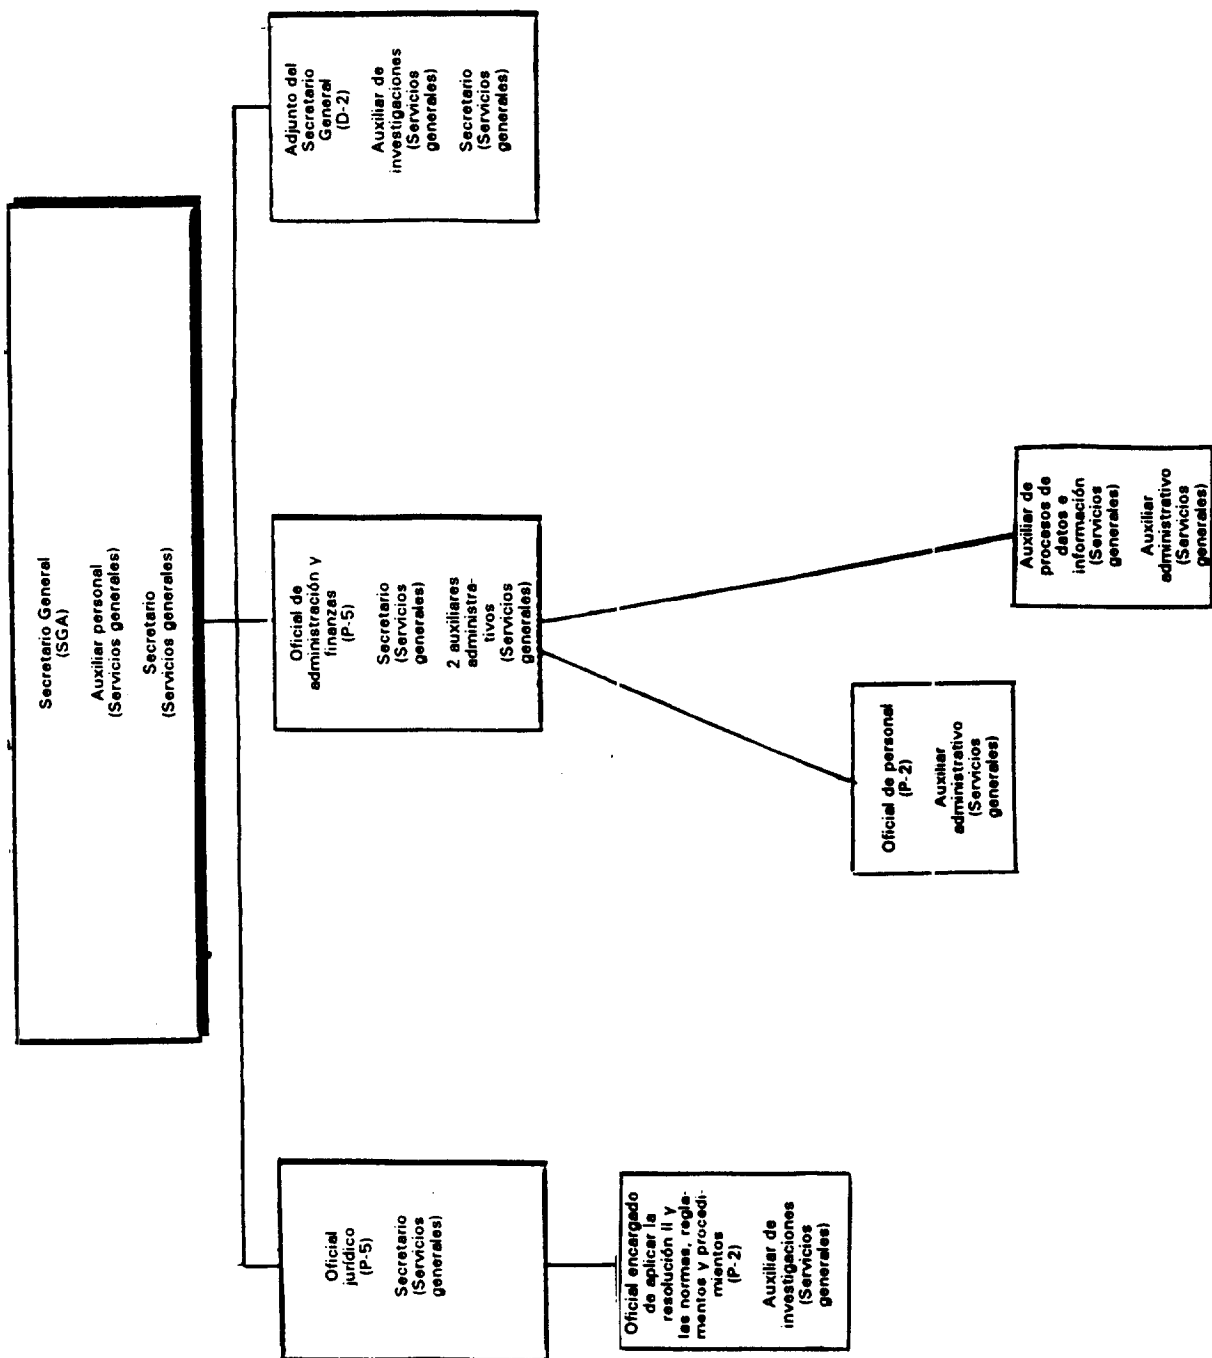 Secretario General
(SGA)
Auxiliar personal
(Servicios generales)
Secretario
(Servicios generales)
Oficial
jurídico
(P-5)
Secretario
(Servicios
generales)
Oficial de
administración y
finanzas
(P-5)
Secretario
(Servicios
generales)
2 auxiliares
administra-
tivos
(Servicios
generales)
Adjunto del
Secretario
General
(D-2)
Auxiliar de
investigaciones
(Servicios
generales)
Secretario
(Servicios
generales)
Oficial encargado
de aplicar la
resolución II y
las normas, regla-
mentos y procedi-
mientos
(P-2)
Auxiliar de
investigaciones
(Servicios
generales)
Oficial de personal
(P-2)
Auxiliar
administrativo
(Servicios
generales)
Auxiliar de
procesos de
datos e
información
(Servicios
generales)
Auxiliar
administrativo
(Servicios
generales)